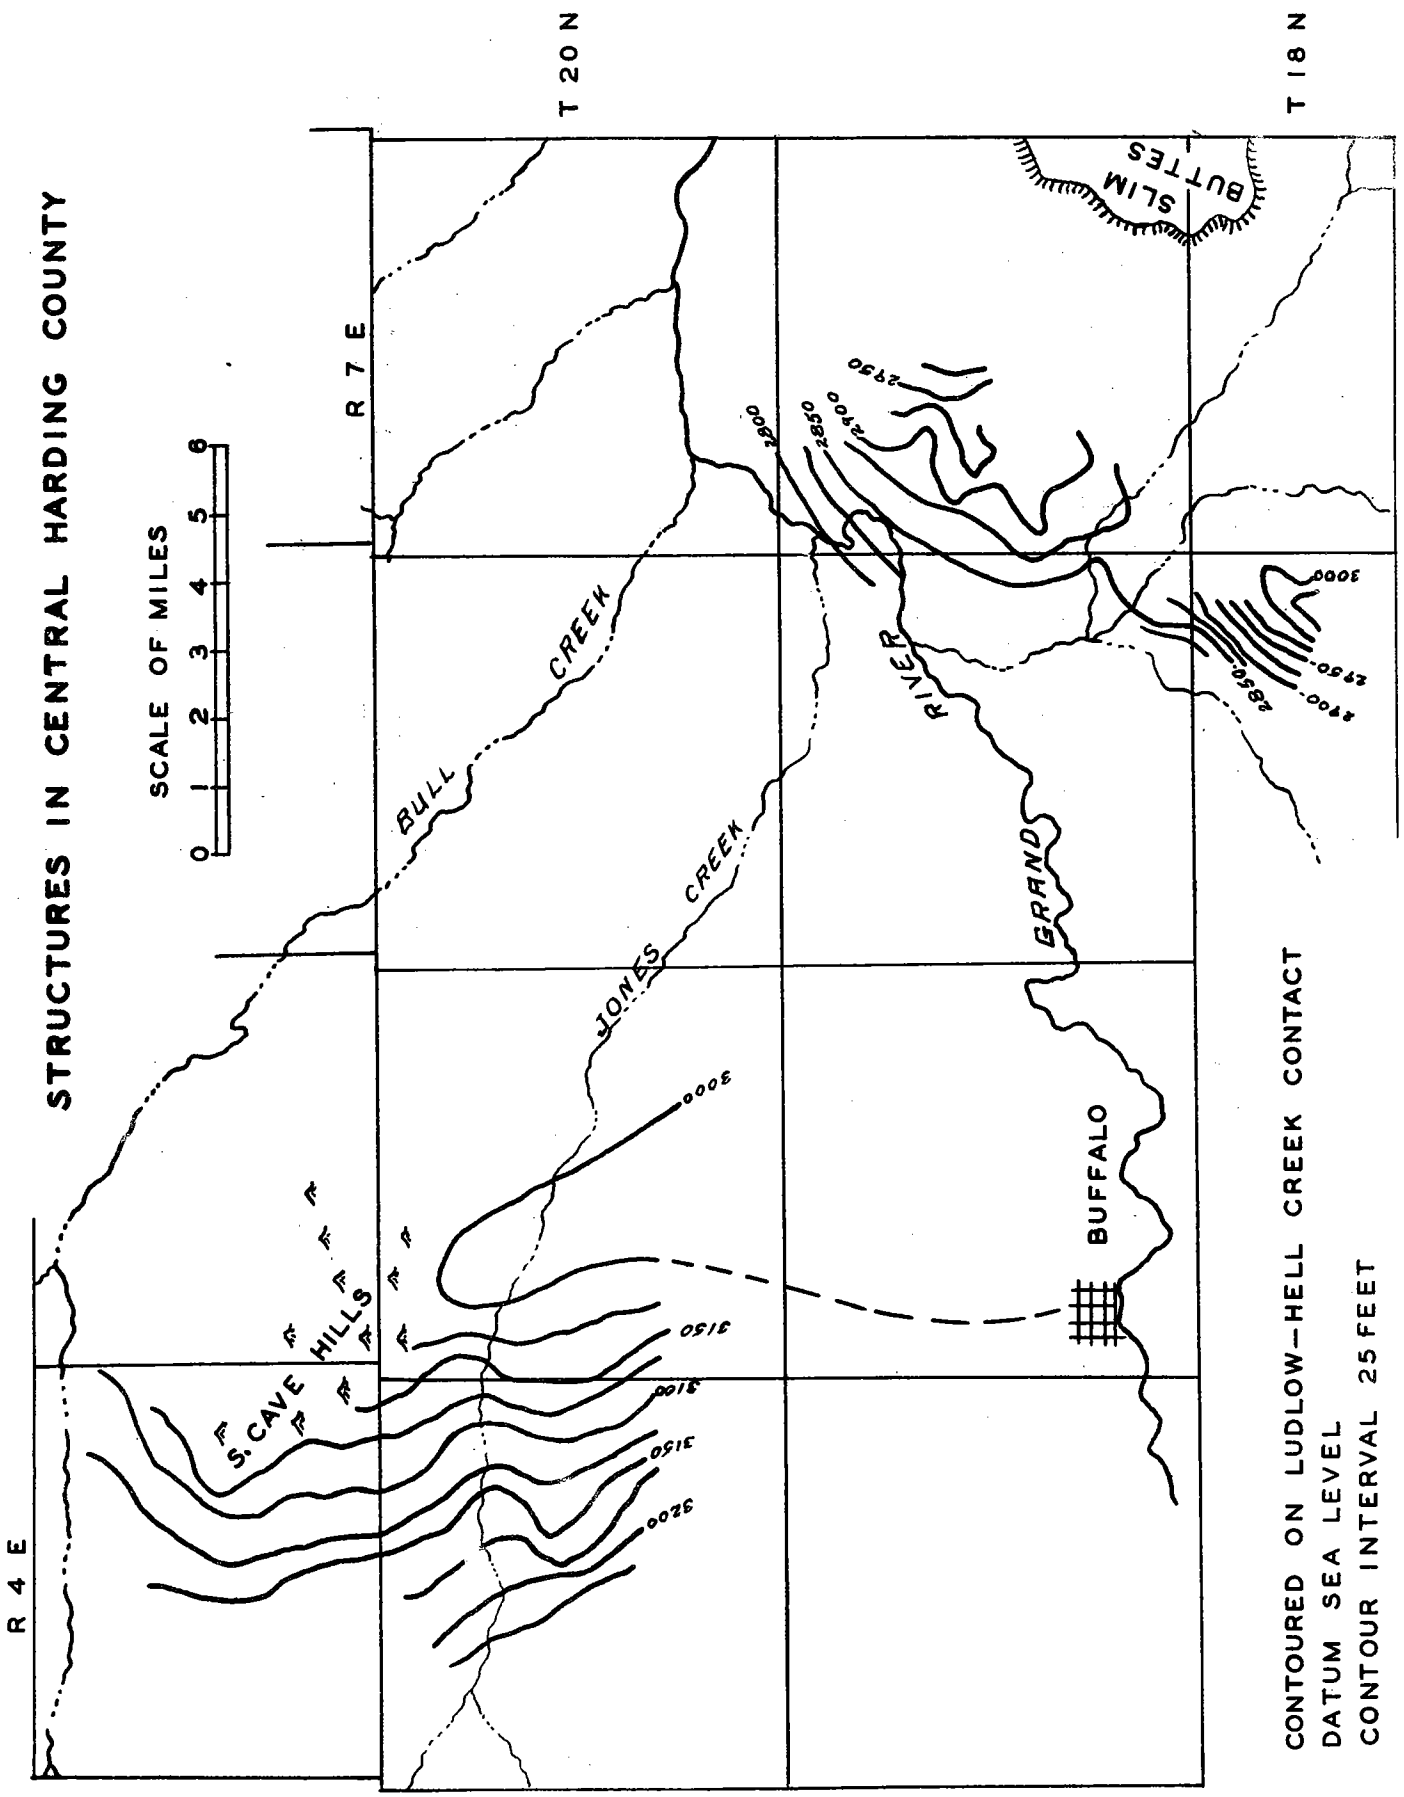 STRUCTURES IN CENTRAL HARDING COUNTY
SCALE OF MILES
0 1 2 3 4 5 6
R 4 E
R 7 E
T 20 N
T 18 N
S. CAVE HILLS
BULL CREEK
JONES CREEK
GRAND RIVER
SLIM
BUTTES
BUFFALO
3000
3150
3100
3150
3200
2800
2850
2900
2950
3000
2950
2900
2850
CONTOURED ON LUDLOW—HELL CREEK CONTACT
DATUM SEA LEVEL
CONTOUR INTERVAL 25 FEET